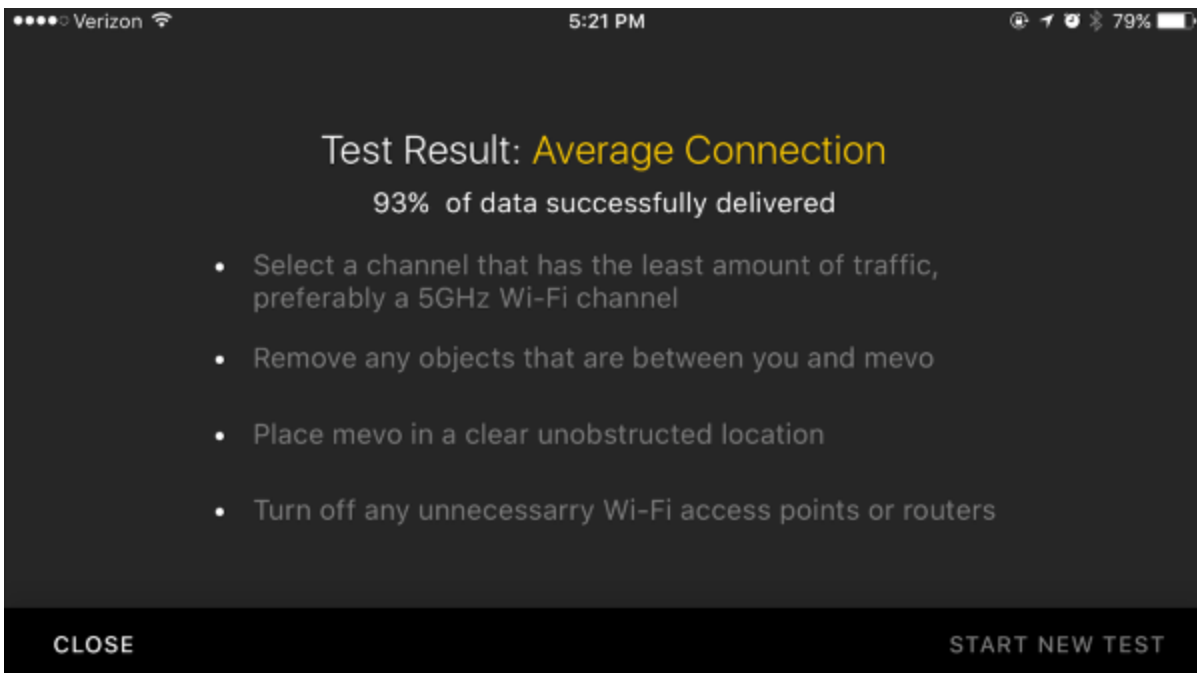 Verizon 5:21 PM 79%
Test Result: Average Connection
93% of data successfully delivered
• Select a channel that has the least amount of traffic,
preferably a 5GHz Wi-Fi channel
• Remove any objects that are between you and mevo
• Place mevo in a clear unobstructed location
• Turn off any unnecessarry Wi-Fi access points or routers
CLOSE START NEW TEST